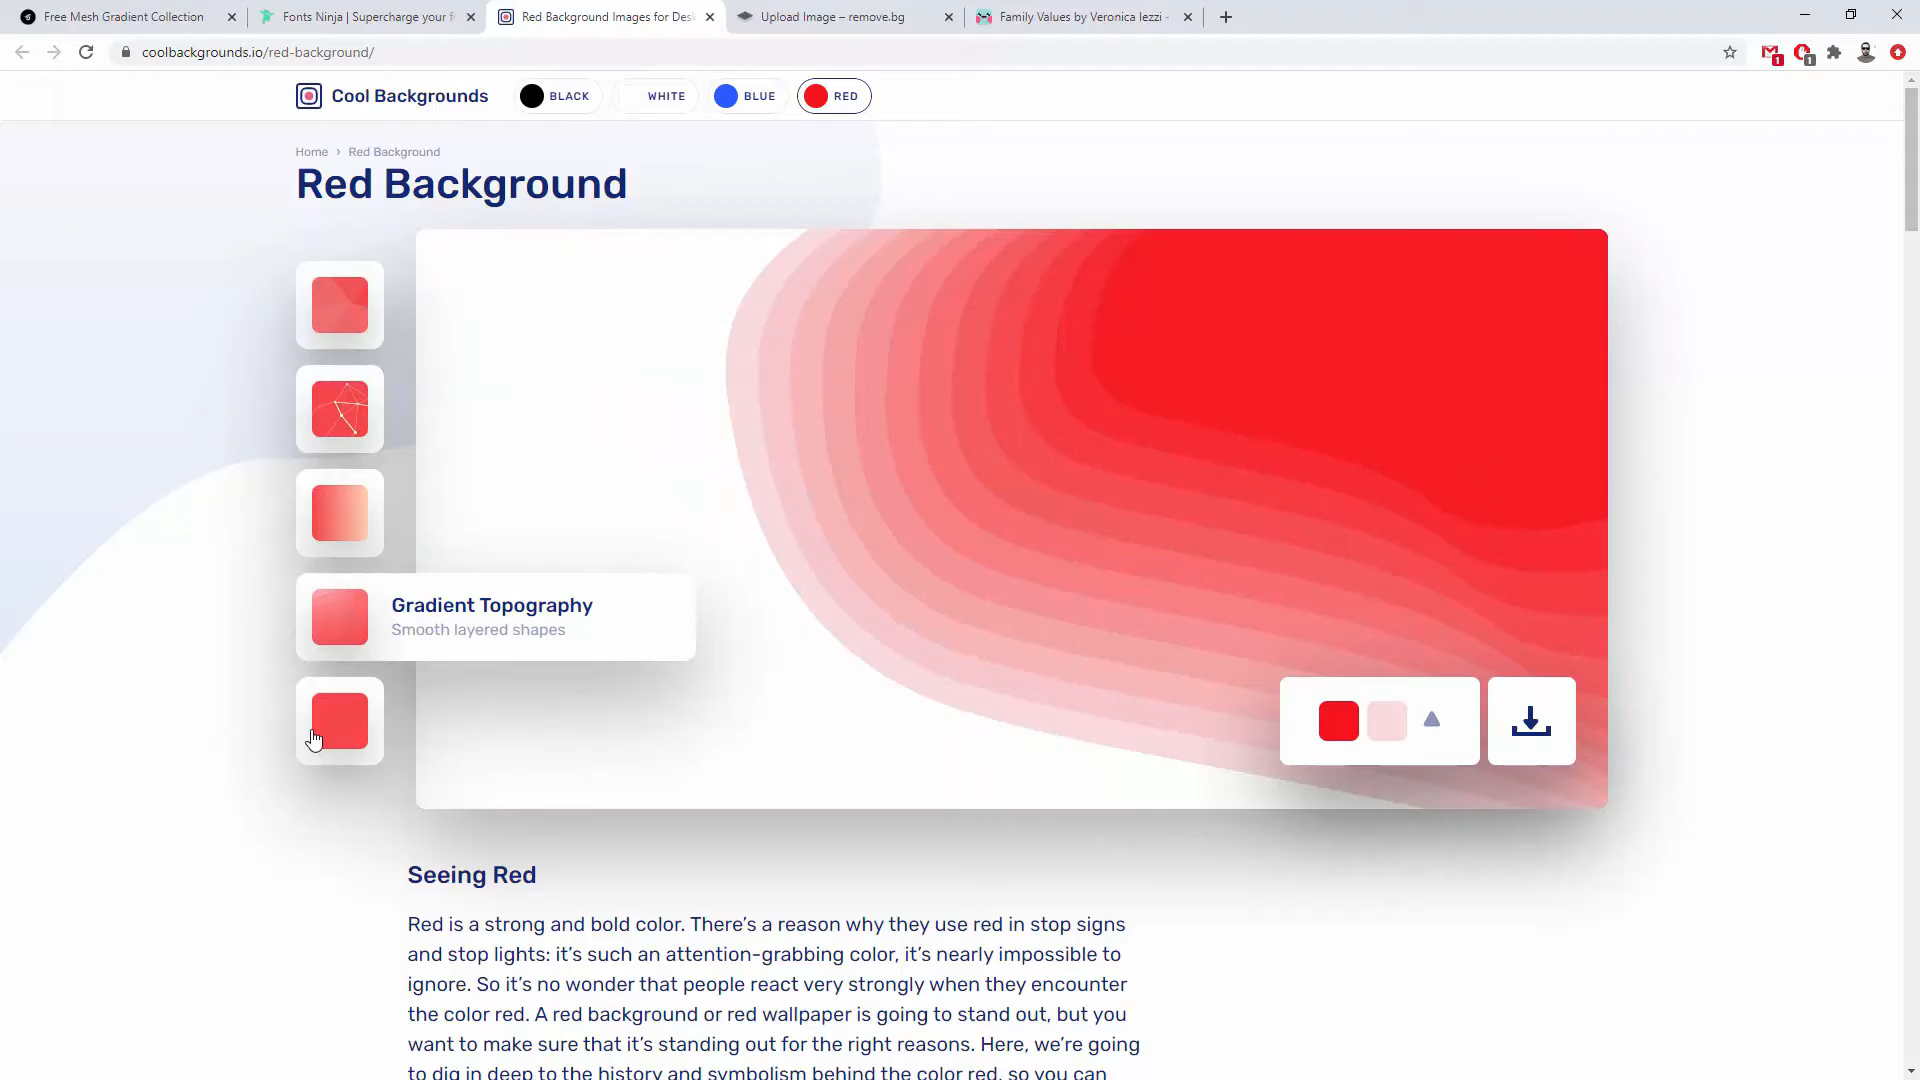 Free Mesh Gradient Collection
Fonts Ninja | Supercharge your f
Red Background Images for Desk
Upload Image – remove.bg
Family Values by Veronica Iezzi -
coolbackgrounds.io/red-background/
1
1
Cool Backgrounds
BLACK
WHITE
BLUE
RED
Home › Red Background
Red Background
Gradient Topography
Smooth layered shapes
Seeing Red
Red is a strong and bold color. There’s a reason why they use red in stop signs
and stop lights: it’s such an attention-grabbing color, it’s nearly impossible to
ignore. So it’s no wonder that people react very strongly when they encounter
the color red. A red background or red wallpaper is going to stand out, but you
want to make sure that it’s standing out for the right reasons. Here, we’re going
to dig in deep to the history and symbolism behind the color red, so you can